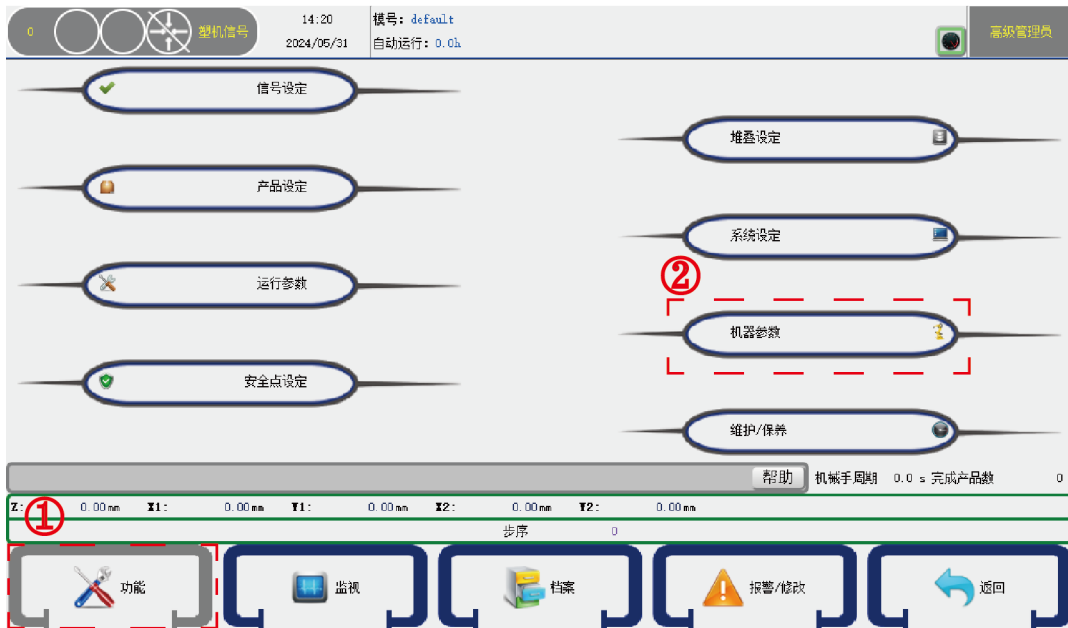 0 塑机信号 14:20 模号：default
2024/05/31 自动运行：0.0h 高级管理员
信号设定
堆叠设定
产品设定
系统设定
②
运行参数
机器参数
安全点设定
维护/保养
帮助 机械手周期 0.0 s 完成产品数 0
Z: 0.00mm X1: 0.00mm Y1: 0.00mm X2: 0.00mm Y2: 0.00mm
①
步序 0
功能 监视 档案 报警/修改 返回